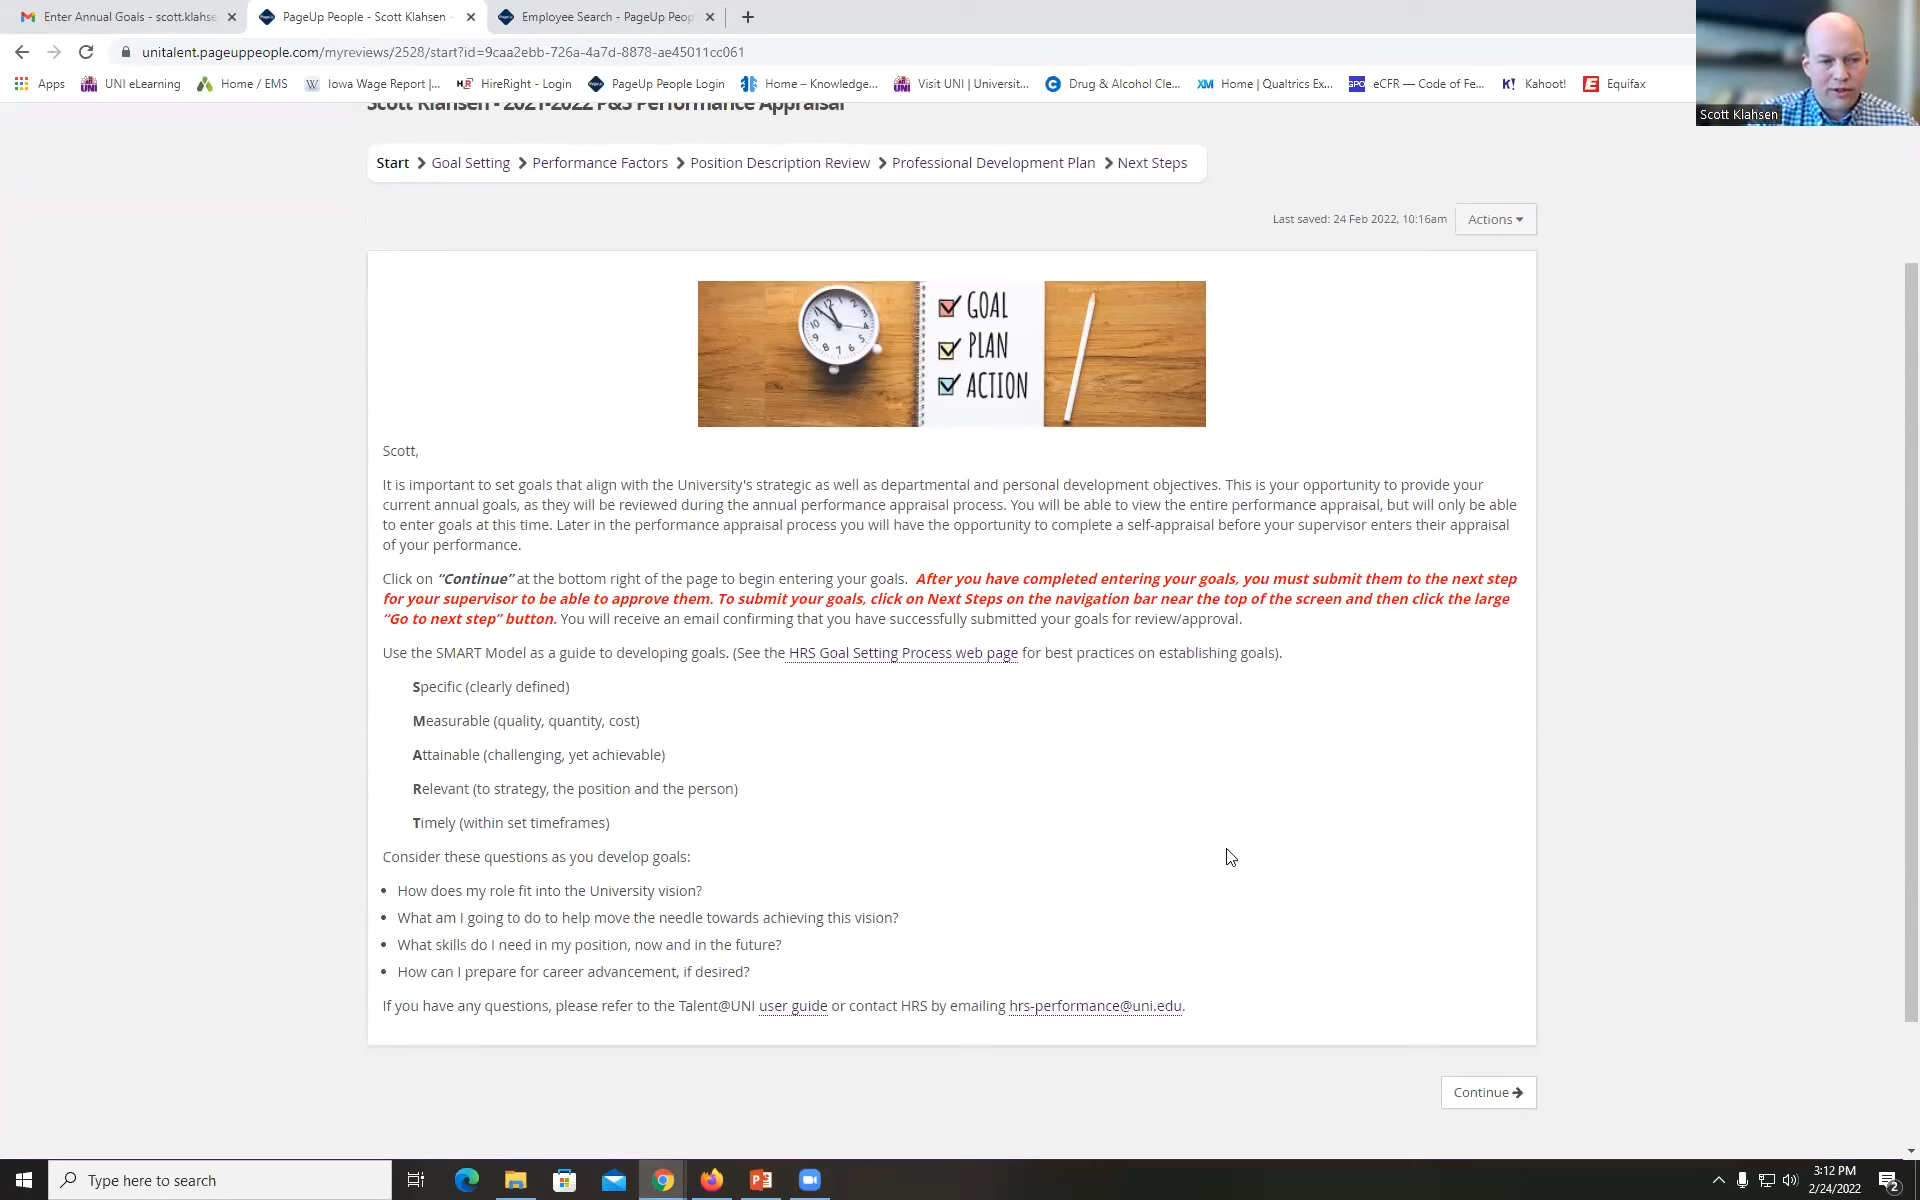 Enter Annual Goals - scott.klahse
PageUp People - Scott Klahsen -
Employee Search - PageUp Peop
unitalent.pageuppeople.com/myreviews/2528/start?id=9caa2ebb-726a-4a7d-8878-ae45011cc061
Apps
UNI eLearning
Home / EMS
Iowa Wage Report |...
HireRight - Login
PageUp People Login
Home – Knowledge...
Visit UNI | Universit...
Drug & Alcohol Cle...
Home | Qualtrics Ex...
eCFR — Code of Fe...
Kahoot!
Equifax
Scott Klahsen
Scott Klahsen - 2021-2022 P&S Performance Appraisal
Start > Goal Setting > Performance Factors > Position Description Review > Professional Development Plan > Next Steps
Last saved: 24 Feb 2022, 10:16am
Actions
GOAL
PLAN
ACTION
Scott,
It is important to set goals that align with the University's strategic as well as departmental and personal development objectives. This is your opportunity to provide your
current annual goals, as they will be reviewed during the annual performance appraisal process. You will be able to view the entire performance appraisal, but will only be able
to enter goals at this time. Later in the performance appraisal process you will have the opportunity to complete a self-appraisal before your supervisor enters their appraisal
of your performance.
Click on "Continue" at the bottom right of the page to begin entering your goals. After you have completed entering your goals, you must submit them to the next step
for your supervisor to be able to approve them. To submit your goals, click on Next Steps on the navigation bar near the top of the screen and then click the large
"Go to next step" button. You will receive an email confirming that you have successfully submitted your goals for review/approval.
Use the SMART Model as a guide to developing goals. (See the HRS Goal Setting Process web page for best practices on establishing goals).
Specific (clearly defined)
Measurable (quality, quantity, cost)
Attainable (challenging, yet achievable)
Relevant (to strategy, the position and the person)
Timely (within set timeframes)
Consider these questions as you develop goals:
• How does my role fit into the University vision?
• What am I going to do to help move the needle towards achieving this vision?
• What skills do I need in my position, now and in the future?
• How can I prepare for career advancement, if desired?
If you have any questions, please refer to the Talent@UNI user guide or contact HRS by emailing hrs-performance@uni.edu.
Continue
Type here to search
3:12 PM
2/24/2022
2